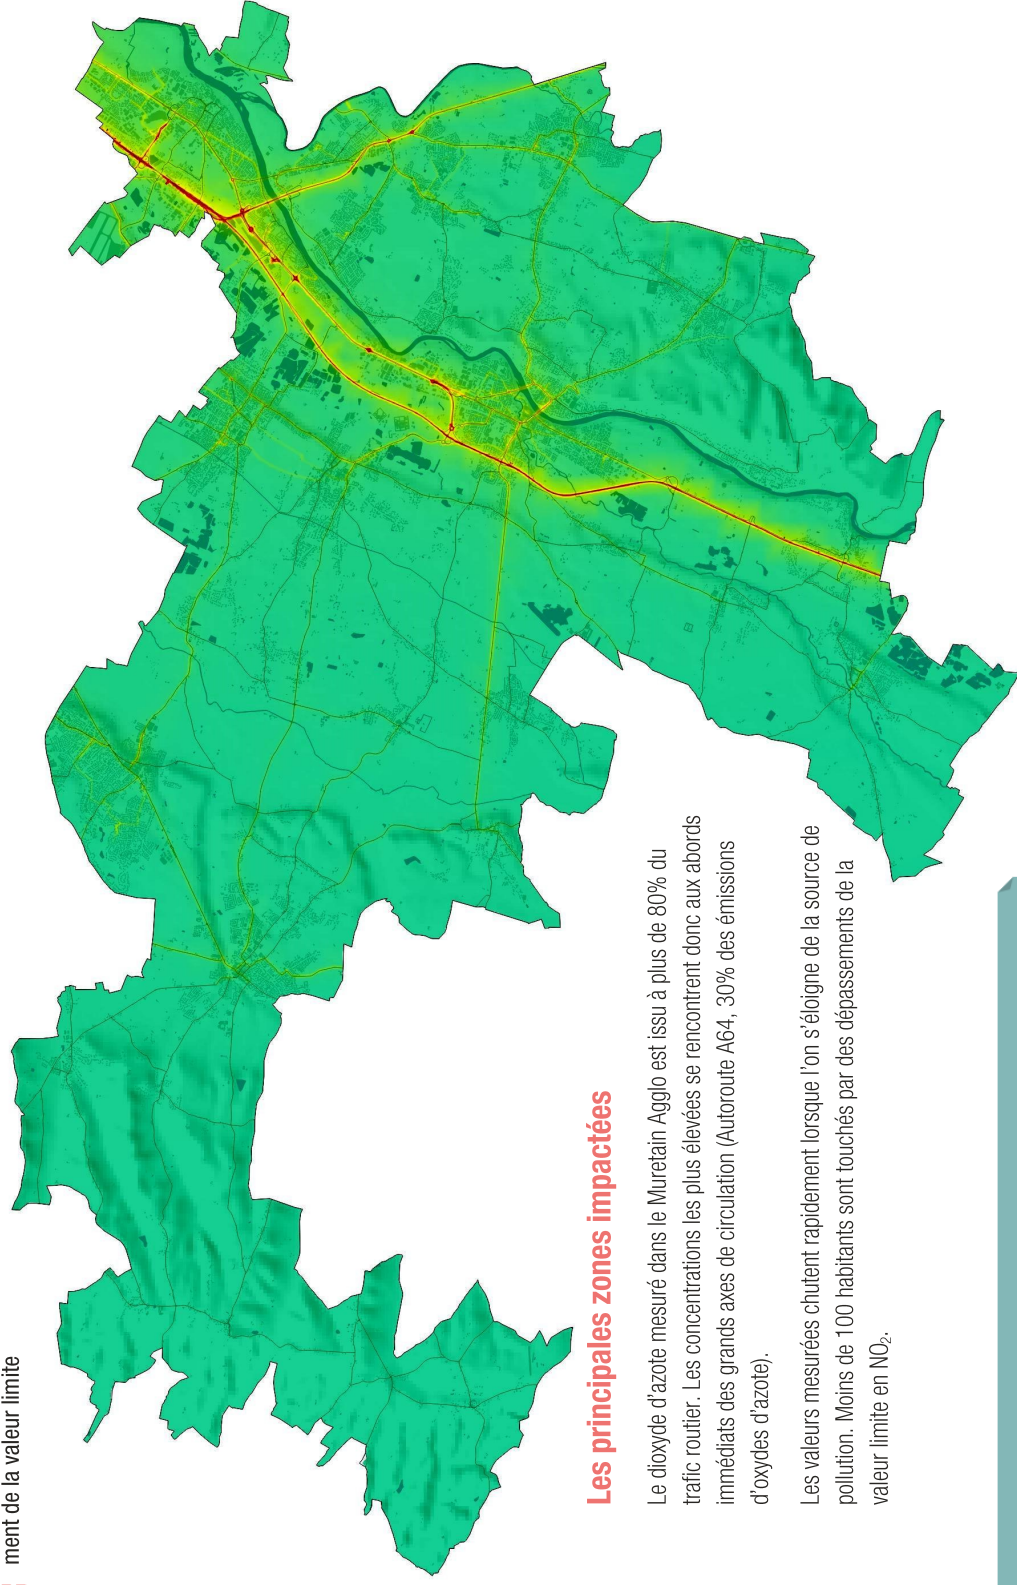 ment de la valeur limite
Les principales zones impactées
Le dioxyde d'azote mesuré dans le Muretain Agglo est issu à plus de 80% du
trafic routier. Les concentrations les plus élevées se rencontrent donc aux abords
immédiats des grands axes de circulation (Autoroute A64, 30% des émissions
d'oxydes d'azote).
Les valeurs mesurées chutent rapidement lorsque l'on s'éloigne de la source de
pollution. Moins de 100 habitants sont touchés par des dépassements de la
valeur limite en NO₂.